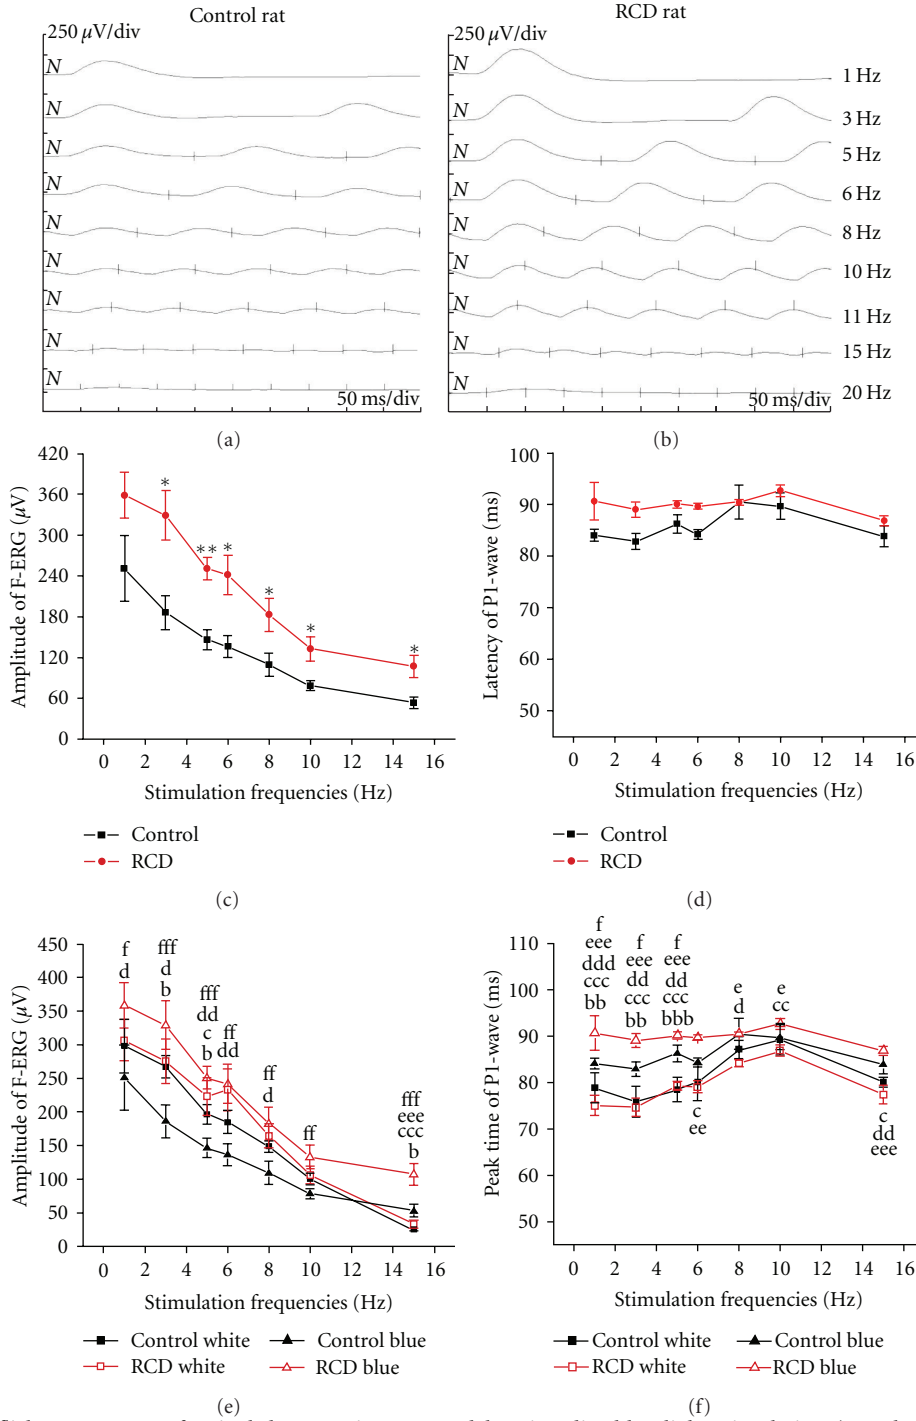 Control rat
RCD rat
250 µV/div
250 µV/div
N
N
1 Hz
N
N
3 Hz
N
N
5 Hz
N
N
6 Hz
N
N
8 Hz
N
N
10 Hz
N
N
11 Hz
N
N
15 Hz
N
N
20 Hz
50 ms/div
50 ms/div
(a)
(b)
Amplitude of F-ERG (µV)
420
360
300
240
180
120
60
0
* ** * * * *
0 2 4 6 8 10 12 14 16
Stimulation frequencies (Hz)
Control
RCD
(c)
Latency of P1-wave (ms)
100
90
80
70
60
50
0 2 4 6 8 10 12 14 16
Stimulation frequencies (Hz)
Control
RCD
(d)
Amplitude of F-ERG (µV)
450
400
350
300
250
200
150
100
50
0
f
d
fff
d
b
fff
dd
c
b
ff
dd
ff
d
ff
fff
eee
ccc
b
0 2 4 6 8 10 12 14 16
Stimulation frequencies (Hz)
Control white
Control blue
RCD white
RCD blue
(e)
Peak time of P1-wave (ms)
110
100
90
80
70
60
50
f
eee
ddd
ccc
bb
f
eee
dd
ccc
bb
f
eee
dd
ccc
bbb
c
ee
e
d
e
cc
c
dd
eee
0 2 4 6 8 10 12 14 16
Stimulation frequencies (Hz)
Control white
Control blue
RCD white
RCD blue
(f)